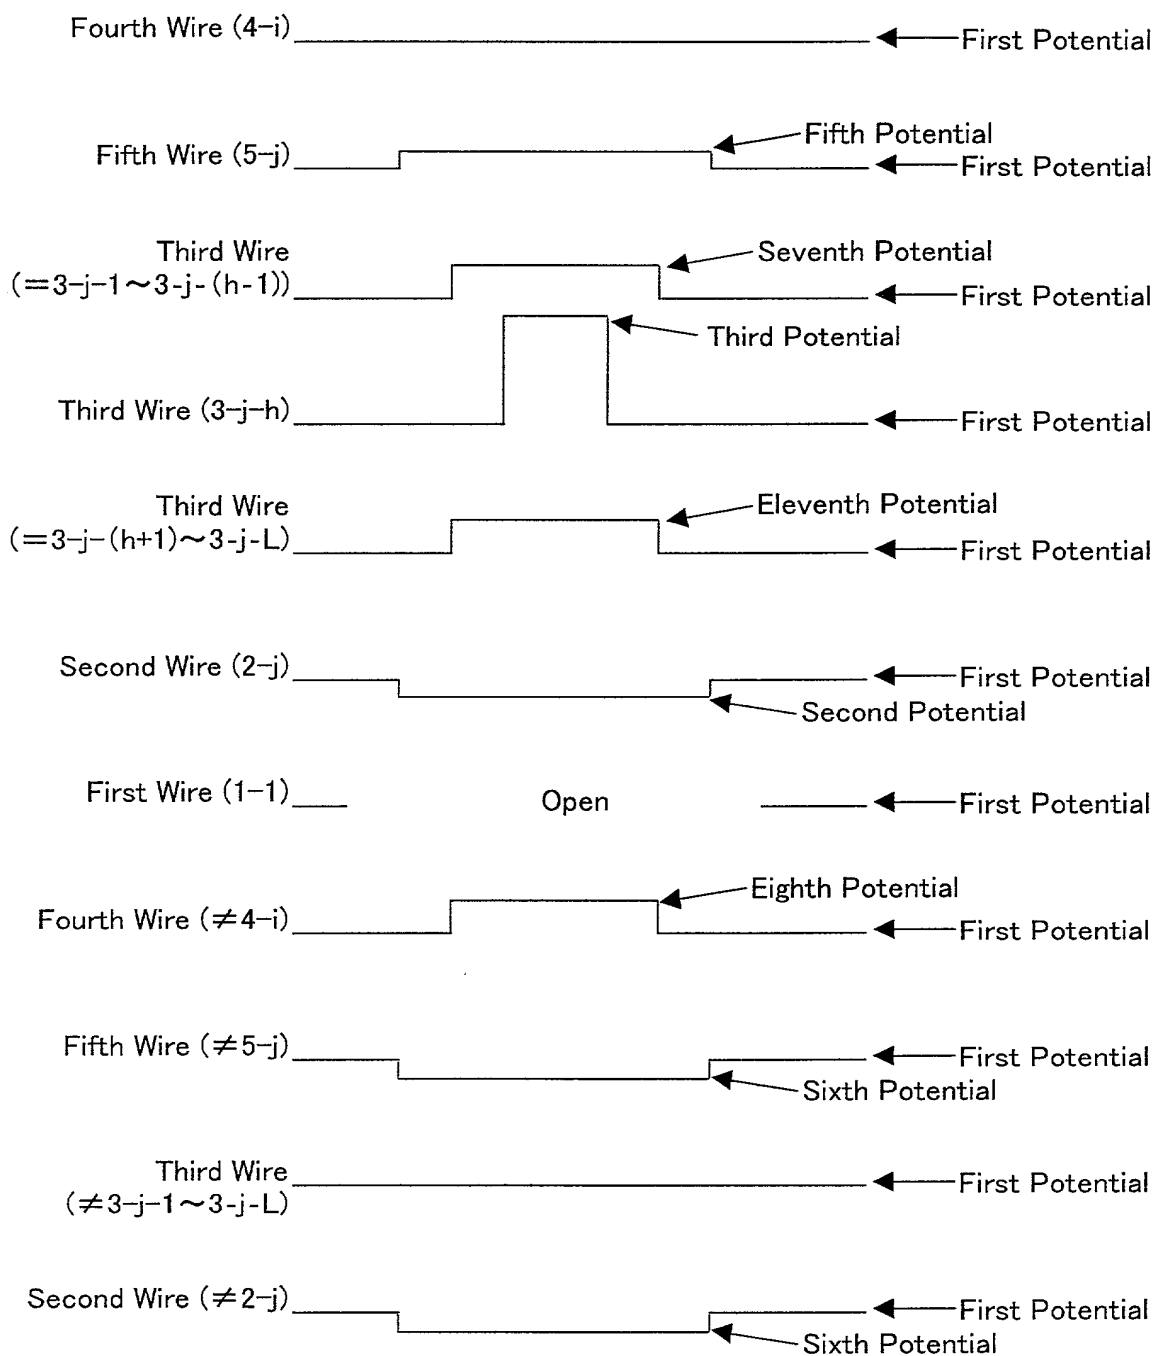 Fourth Wire (4-i)
First Potential
Fifth Wire (5-j)
Fifth Potential
First Potential
Third Wire
(=3-j-1~3-j-(h-1))
Seventh Potential
First Potential
Third Potential
Third Wire (3-j-h)
First Potential
Third Wire
(=3-j-(h+1)~3-j-L)
Eleventh Potential
First Potential
Second Wire (2-j)
First Potential
Second Potential
First Wire (1-1)
Open
First Potential
Fourth Wire (≠4-i)
Eighth Potential
First Potential
Fifth Wire (≠5-j)
First Potential
Sixth Potential
Third Wire
(≠3-j-1~3-j-L)
First Potential
Second Wire (≠2-j)
First Potential
Sixth Potential